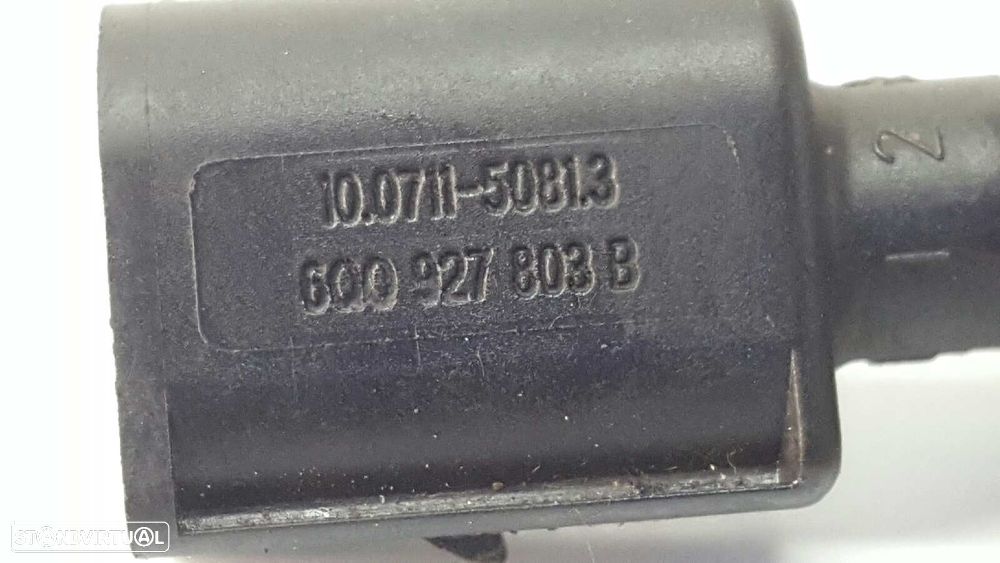 10.0711-5081.3
6Q0 927 803 B
2
STANDVIRTUAL